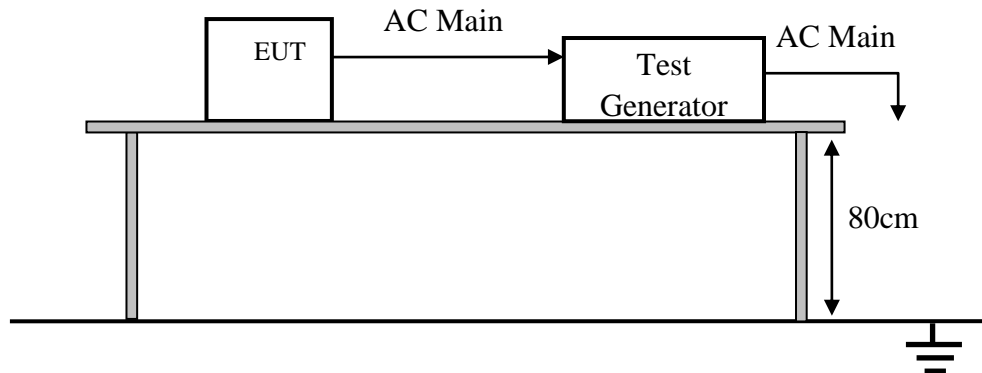 AC Main
EUT
AC Main
Test
Generator
80cm